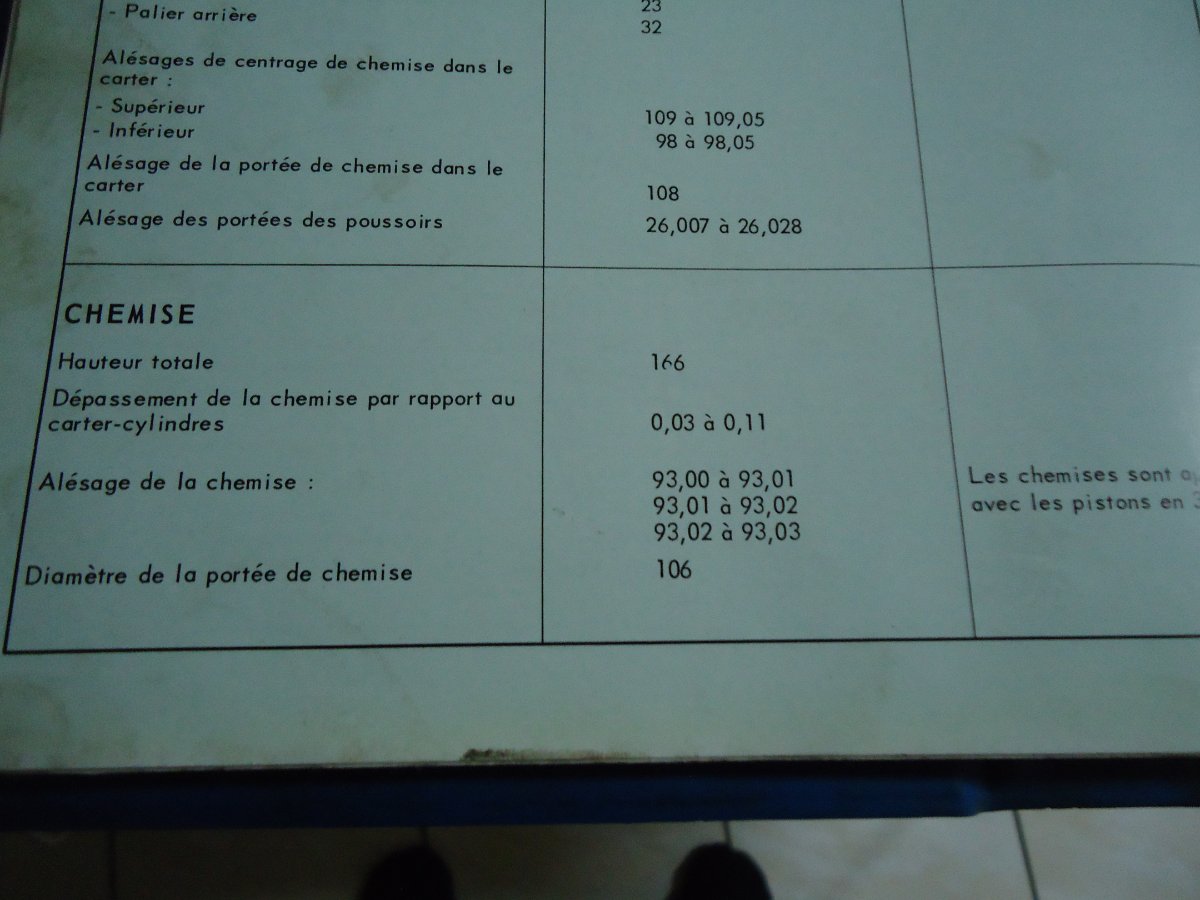 - Palier arrière
23
32
Alésages de centrage de chemise dans le
carter :
- Supérieur 109 à 109,05
- Inférieur 98 à 98,05
Alésage de la portée de chemise dans le
carter 108
Alésage des portées des poussoirs 26,007 à 26,028
CHEMISE
Hauteur totale 166
Dépassement de la chemise par rapport au
carter-cylindres 0,03 à 0,11
Alésage de la chemise : 93,00 à 93,01
93,01 à 93,02
93,02 à 93,03
Les chemises sont
avec les pistons en 3
Diamètre de la portée de chemise 106